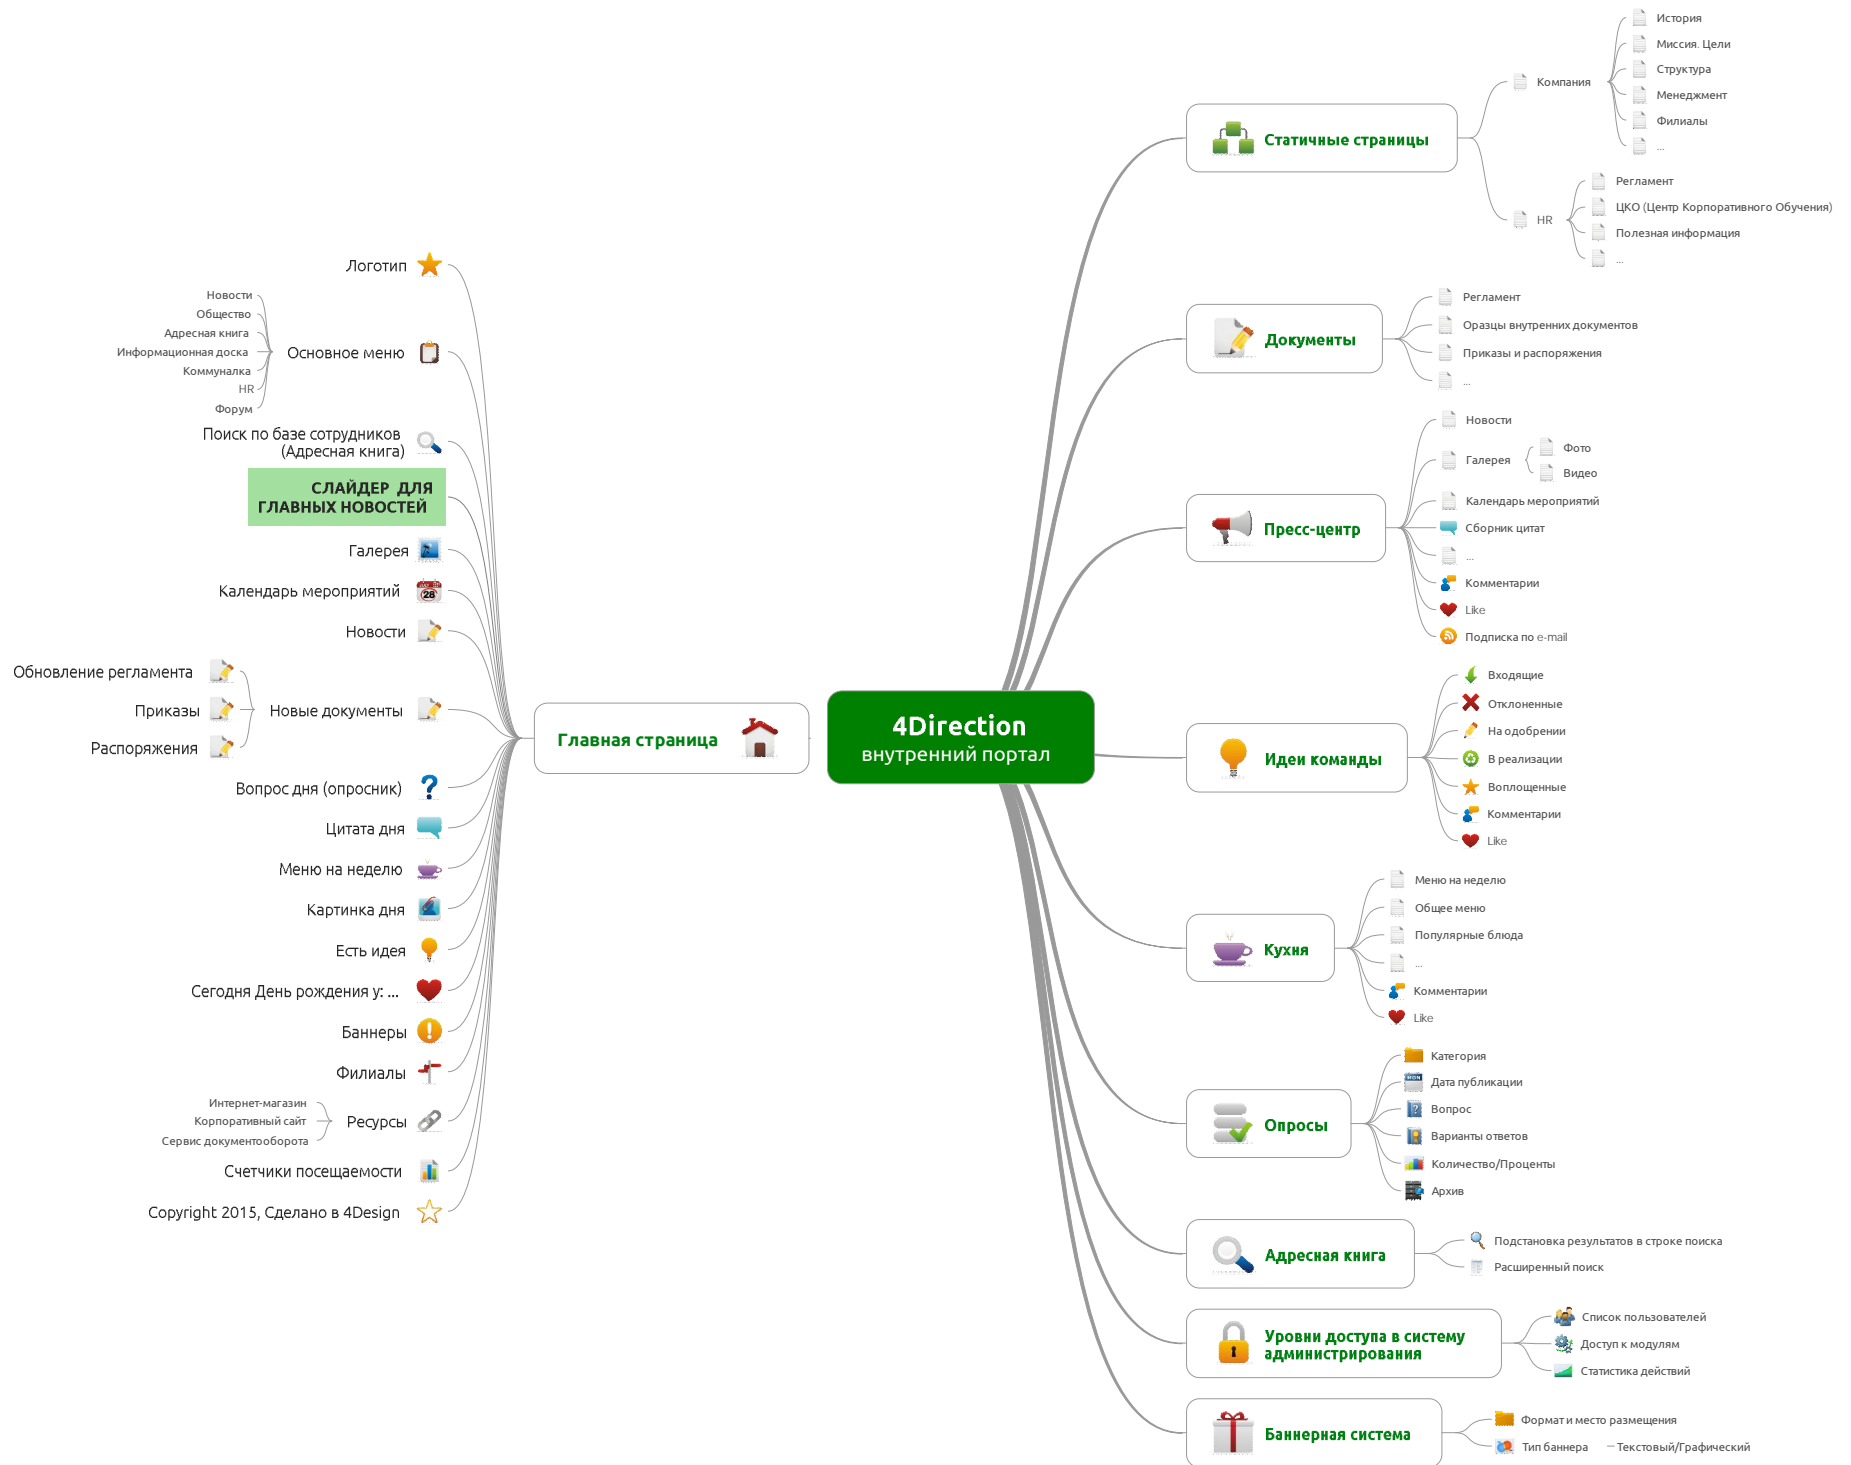 4Direction
внутренний портал
Главная страница
Логотип
Основное меню
Новости
Общество
Адресная книга
Информационная доска
Коммуналка
HR
Форум
Поиск по базе сотрудников
(Адресная книга)
СЛАЙДЕР ДЛЯ
ГЛАВНЫХ НОВОСТЕЙ
Галерея
Календарь мероприятий
28
Новости
Новые документы
Обновление регламента
Приказы
Распоряжения
Вопрос дня (опросник)
Цитата дня
Меню на неделю
Картинка дня
Есть идея
Сегодня День рождения у: ...
Баннеры
Филиалы
Ресурсы
Интернет-магазин
Корпоративный сайт
Сервис документооборота
Счетчики посещаемости
Copyright 2015, Сделано в 4Design
Статичные страницы
Компания
История
Миссия. Цели
Структура
Менеджмент
Филиалы
...
HR
Регламент
ЦКО (Центр Корпоративного Обучения)
Полезная информация
...
Документы
Регламент
Оразцы внутренних документов
Приказы и распоряжения
...
Пресс-центр
Новости
Галерея
Фото
Видео
Календарь мероприятий
Сборник цитат
...
Комментарии
Like
Подписка по e-mail
Идеи команды
Входящие
Отклоненные
На одобрении
В реализации
Воплощенные
Комментарии
Like
Кухня
Меню на неделю
Общее меню
Популярные блюда
...
Комментарии
Like
Опросы
Категория
MON
Дата публикации
Вопрос
Варианты ответов
Количество/Проценты
Архив
Адресная книга
Подстановка результатов в строке поиска
Расширенный поиск
Уровни доступа в систему
администрирования
Список пользователей
Доступ к модулям
Статистика действий
Баннерная система
Формат и место размещения
Тип баннера
Текстовый/Графический